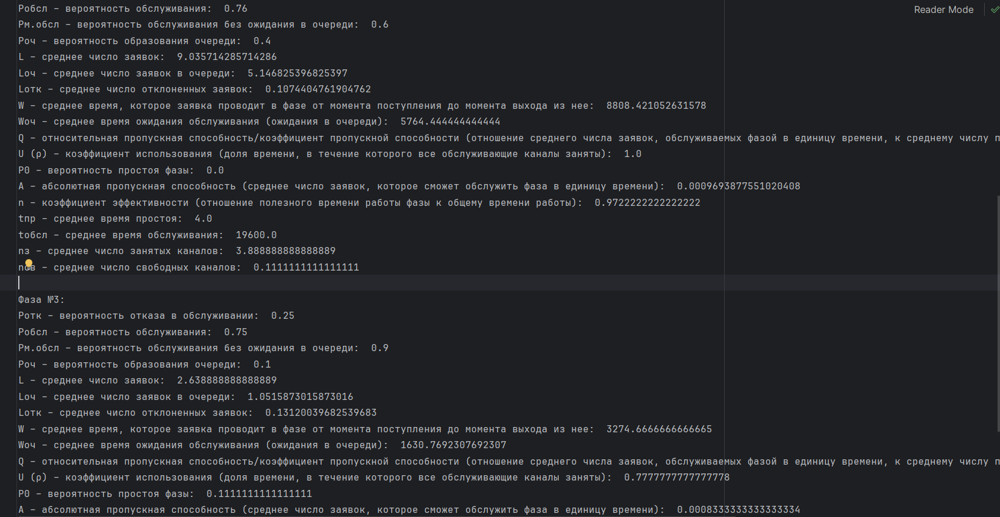 Робсл – вероятность обслуживания:  0.76
Reader Mode
Рм.обсл – вероятность обслуживания без ожидания в очереди:  0.6
Роч – вероятность образования очереди:  0.4
L – среднее число заявок:  9.035714285714286
Lоч – среднее число заявок в очереди:  5.146825396825397
Lотк – среднее число отклоненных заявок:  0.1074404761904762
W – среднее время, которое заявка проводит в фазе от момента поступления до момента выхода из нее:  8808.421052631578
Wоч – среднее время ожидания обслуживания (ожидания в очереди):  5764.444444444444
Q – относительная пропускная способность/коэффициент пропускной способности (отношение среднего числа заявок, обслуживаемых фазой в единицу времени, к среднему числу п
U (ρ) – коэффициент использования (доля времени, в течение которого все обслуживающие каналы заняты):  1.0
P0 – вероятность простоя фазы:  0.0
A – абсолютная пропускная способность (среднее число заявок, которое сможет обслужить фаза в единицу времени):  0.0009693877551020408
n – коэффициент эффективности (отношение полезного времени работы фазы к общему времени работы):  0.9722222222222222
tпр – среднее время простоя:  4.0
tобсл – среднее время обслуживания:  19600.0
nз – среднее число занятых каналов:  3.888888888888889
nсв – среднее число свободных каналов:  0.1111111111111111
Фаза №3:
Ротк – вероятность отказа в обслуживании:  0.25
Робсл – вероятность обслуживания:  0.75
Рм.обсл – вероятность обслуживания без ожидания в очереди:  0.9
Роч – вероятность образования очереди:  0.1
L – среднее число заявок:  2.638888888888889
Lоч – среднее число заявок в очереди:  1.0515873015873016
Lотк – среднее число отклоненных заявок:  0.13120039682539683
W – среднее время, которое заявка проводит в фазе от момента поступления до момента выхода из нее:  3274.6666666666665
Wоч – среднее время ожидания обслуживания (ожидания в очереди):  1630.7692307692307
Q – относительная пропускная способность/коэффициент пропускной способности (отношение среднего числа заявок, обслуживаемых фазой в единицу времени, к среднему числу п
U (ρ) – коэффициент использования (доля времени, в течение которого все обслуживающие каналы заняты):  0.7777777777777778
P0 – вероятность простоя фазы:  0.1111111111111111
A – абсолютная пропускная способность (среднее число заявок, которое сможет обслужить фаза в единицу времени):  0.0008333333333333334